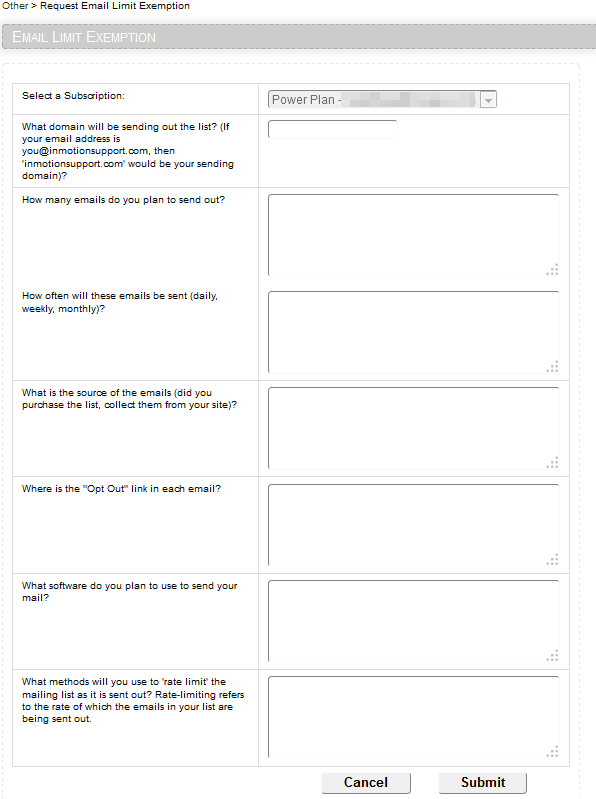 Other > Request Email Limit Exemption
EMAIL LIMIT EXEMPTION
Select a Subscription:
Power Plan -
What domain will be sending out the list? (If
your email address is
you@inmotionsupport.com, then
'inmotionsupport.com' would be your sending
domain)?
How many emails do you plan to send out?
How often will these emails be sent (daily,
weekly, monthly)?
What is the source of the emails (did you
purchase the list, collect them from your site)?
Where is the "Opt Out" link in each email?
What software do you plan to use to send your
mail?
What methods will you use to 'rate limit' the
mailing list as it is sent out? Rate-limiting refers
to the rate of which the emails in your list are
being sent out.
Cancel
Submit